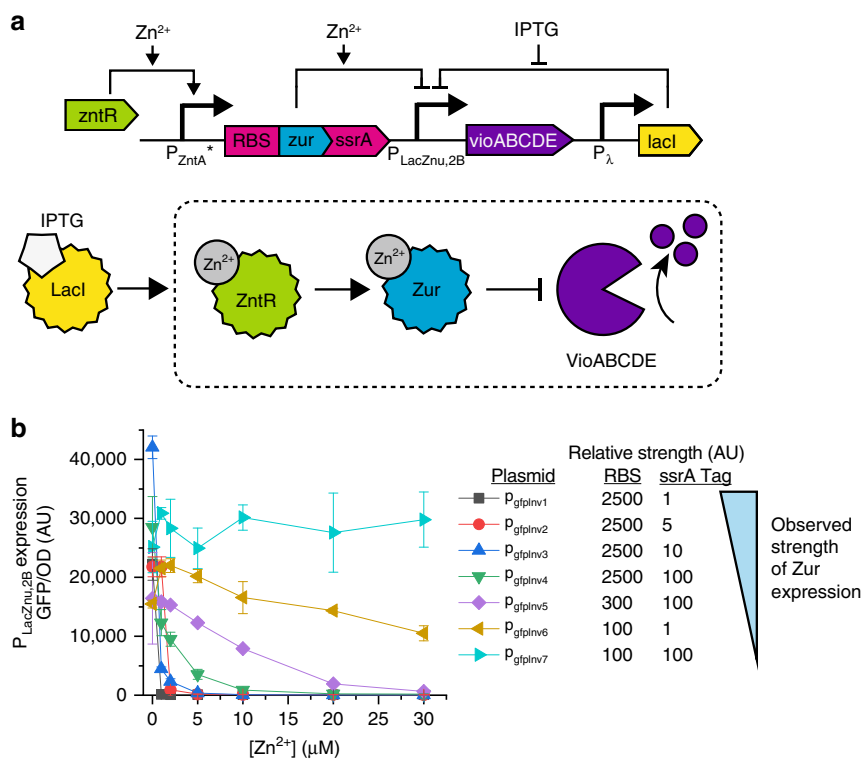 a
Zn2+ Zn2+ IPTG
zntR
RBS zur ssrA vioABCDE lacI
PZntA* PLacZnu,2B Pλ
IPTG
LacI
Zn2+
ZntR
Zn2+
Zur
VioABCDE
b
PLacZnu,2B expression
GFP/OD (AU)
40,000
30,000
20,000
10,000
0
0 5 10 20 30
[Zn2+] (μM)
Relative strength (AU)
Plasmid RBS ssrA Tag
pgfpInv1 2500 1
pgfpInv2 2500 5
pgfpInv3 2500 10
pgfpInv4 2500 100
pgfpInv5 300 100
pgfpInv6 100 1
pgfpInv7 100 100
Observed
strength
of Zur
expression